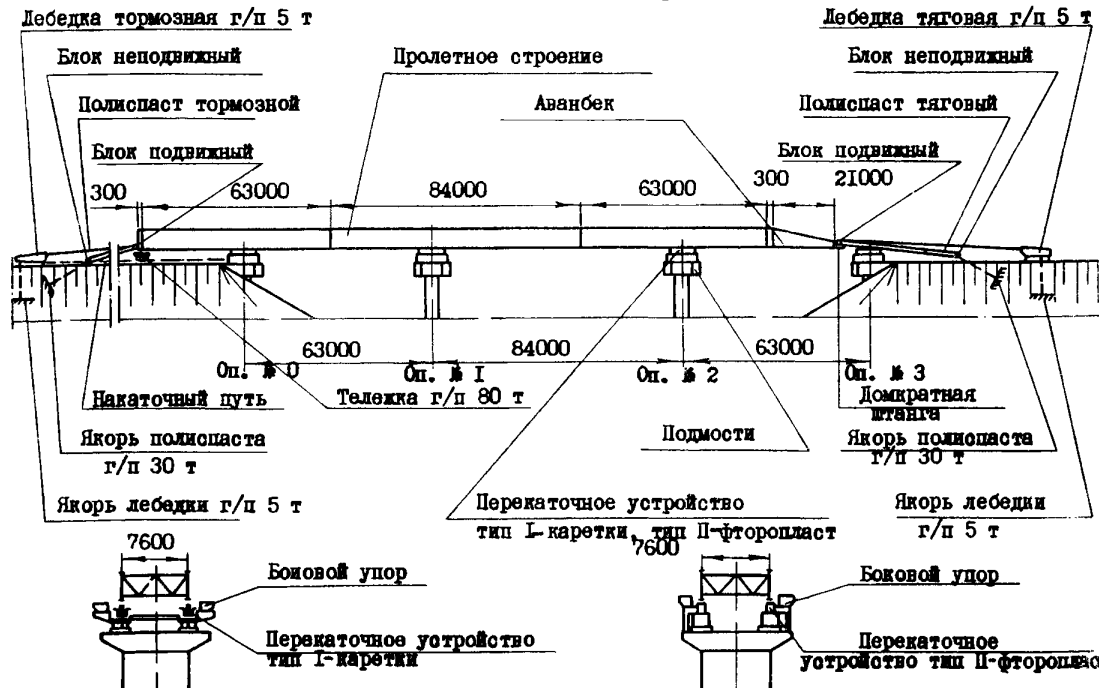 Лебедка тормозная г/п 5 т
Лебедка тяговая г/п 5 т
Блок неподвижный
Пролетное строение
Блок неподвижный
Полиспаст тормозной
Аванбек
Полиспаст тяговый
Блок подвижный
Блок подвижный
300
63000
84000
63000
300
21000
63000
84000
63000
Оп. № 0
Оп. № I
Оп. № 2
Оп. № 3
Накаточный путь
Тележка г/п 80 т
Домкратная
штанга
Якорь полиспаста
г/п 30 т
Подмости
Якорь полиспаста
г/п 30 т
Якорь лебедки г/п 5 т
Перекаточное устройство
тип I-каретки, тип П-фторопласт
Якорь лебедки
г/п 5 т
7600
7600
Боковой упор
Боковой упор
Перекаточное устройство
тип I-каретки
Перекаточное
устройство тип П-фторопласт